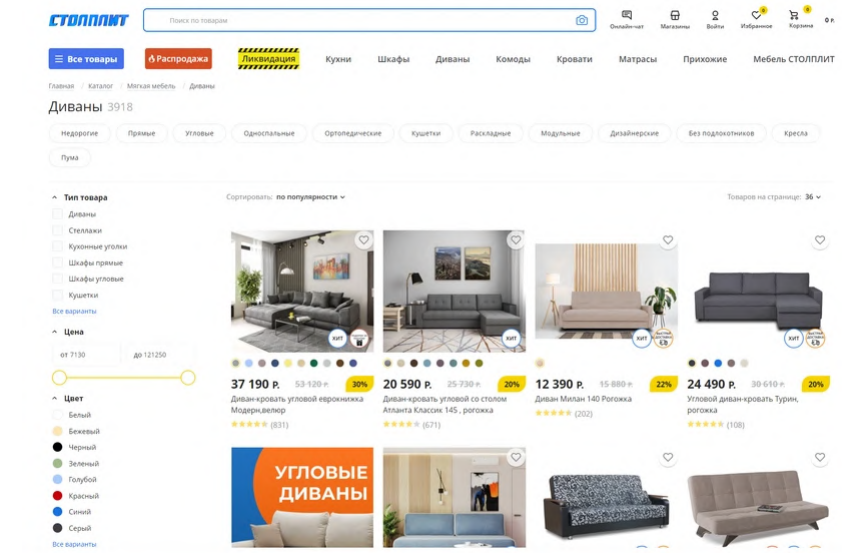 СТОЛПЛИТ
Поиск по товарам
Онлайн-чат Магазины Войти Избранное Корзина 0 Р.
6 0
Все товары Распродажа Ликвидация Кухни Шкафы Диваны Комоды Кровати Матрасы Прихожие Мебель СТОЛПЛИТ
Главная / Каталог / Мягкая мебель / Диваны
Диваны 3918
Недорогие Прямые Угловые Односпальные Ортопедические Кушетки Раскладные Модульные Дизайнерские Без подлокотников Кресла
Пума
Тип товара
Диваны
Стеллажи
Кухонные уголки
Шкафы прямые
Шкафы угловые
Кушетки
Все варианты
Цена
от 7130 до 121250
Цвет
Белый
Бежевый
Черный
Зеленый
Голубой
Красный
Синий
Серый
Все варианты
Сортировать: по популярности Товаров на странице: 36
ХИТ
37 190 Р. 53 120 Р. 30%
Диван-кровать угловой еврокнижка
Модерн,велюр
(831)
ХИТ
20 590 Р. 25 730 Р. 20%
Диван-кровать угловой со столом
Атланта Классик 145 , рогожка
(671)
ХИТ
12 390 Р. 15 880 Р. 22%
Диван Милан 140 Рогожка
(202)
ХИТ
24 490 Р. 30 610 Р. 20%
Угловой диван-кровать Турин,
рогожка
(108)
УГЛОВЫЕ
ДИВАНЫ